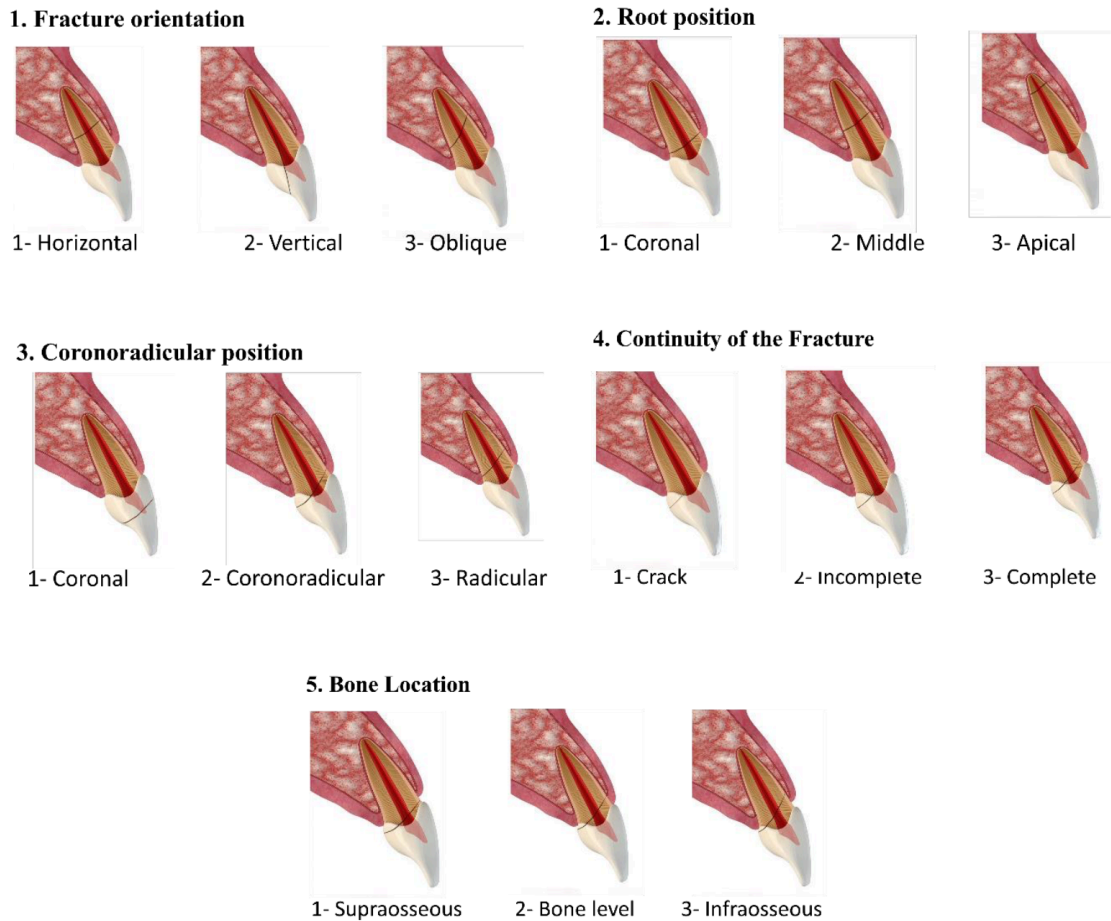 1. Fracture orientation
1- Horizontal
2- Vertical
3- Oblique
2. Root position
1- Coronal
2- Middle
3- Apical
3. Coronoradicular position
1- Coronal
2- Coronoradicular
3- Radicular
4. Continuity of the Fracture
1- Crack
2- Incomplete
3- Complete
5. Bone Location
1- Supraosseous
2- Bone level
3- Infraosseous